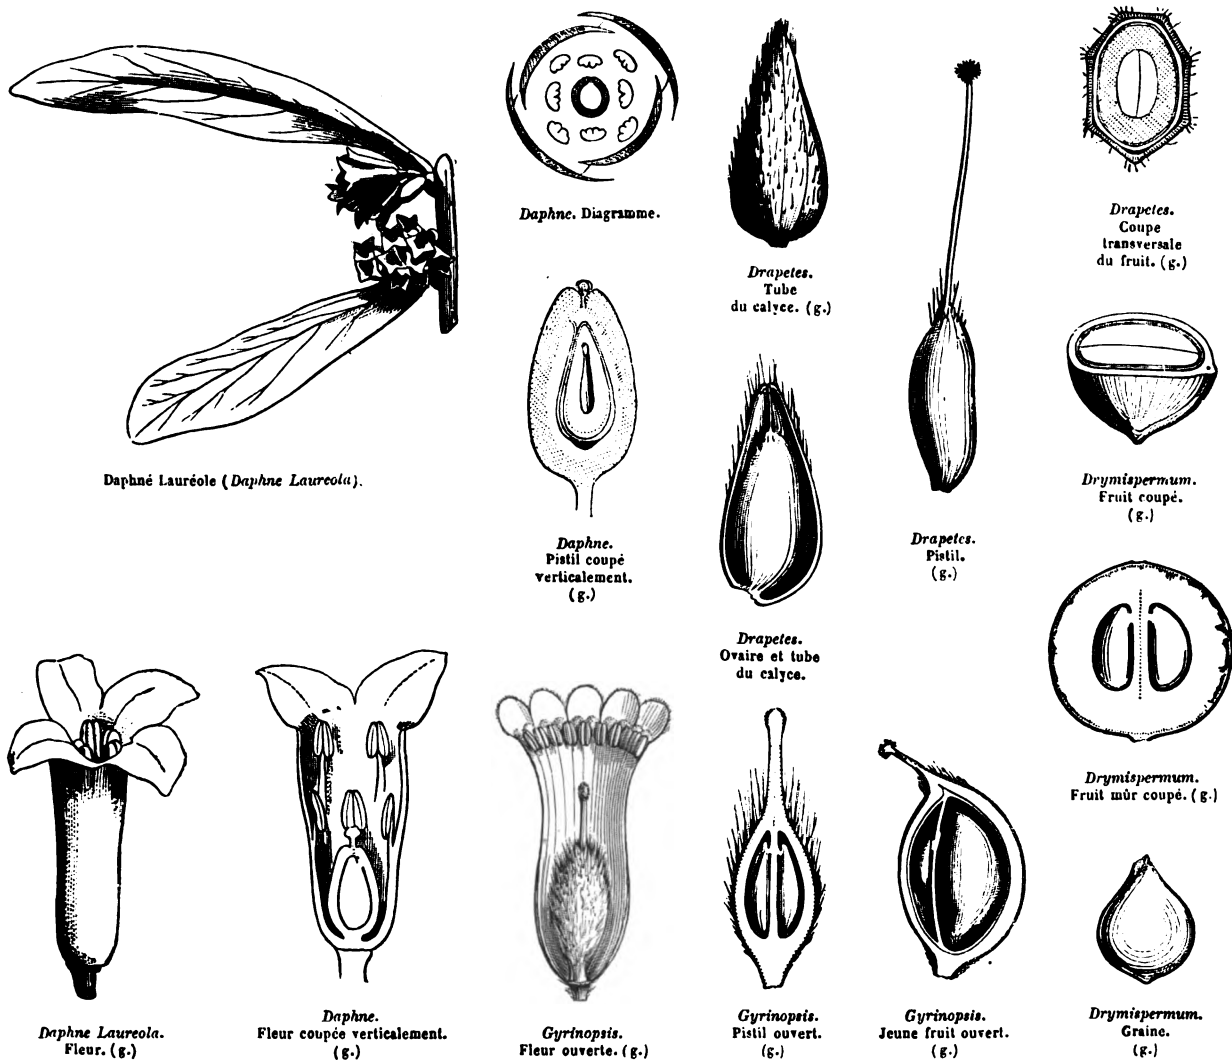 Daphne. Diagramme.
Drapetes.
Tube
du calyce. (g.)
Drapetes.
Coupe
transversale
du fruit. (g.)
Daphné Lauréole (Daphne Laureola).
Daphne.
Pistil coupé
verticalement.
(g.)
Drapetes.
Ovaire et tube
du calyce.
Drapetes.
Pistil.
(g.)
Drymispermum.
Fruit coupé.
(g.)
Drymispermum.
Fruit mûr coupé. (g.)
Daphne Laureola.
Fleur. (g.)
Daphne.
Fleur coupée verticalement.
(g.)
Gyrinopsis.
Fleur ouverte. (g.)
Gyrinopsis.
Pistil ouvert.
(g.)
Gyrinopsis.
Jeune fruit ouvert.
(g.)
Drymispermum.
Graine.
(g.)